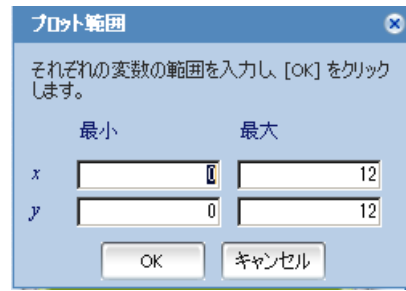 プロット範囲
それぞれの変数の範囲を入力し、[OK] をクリック
します。
最小 最大
x 0 12
y 0 12
OK キャンセル